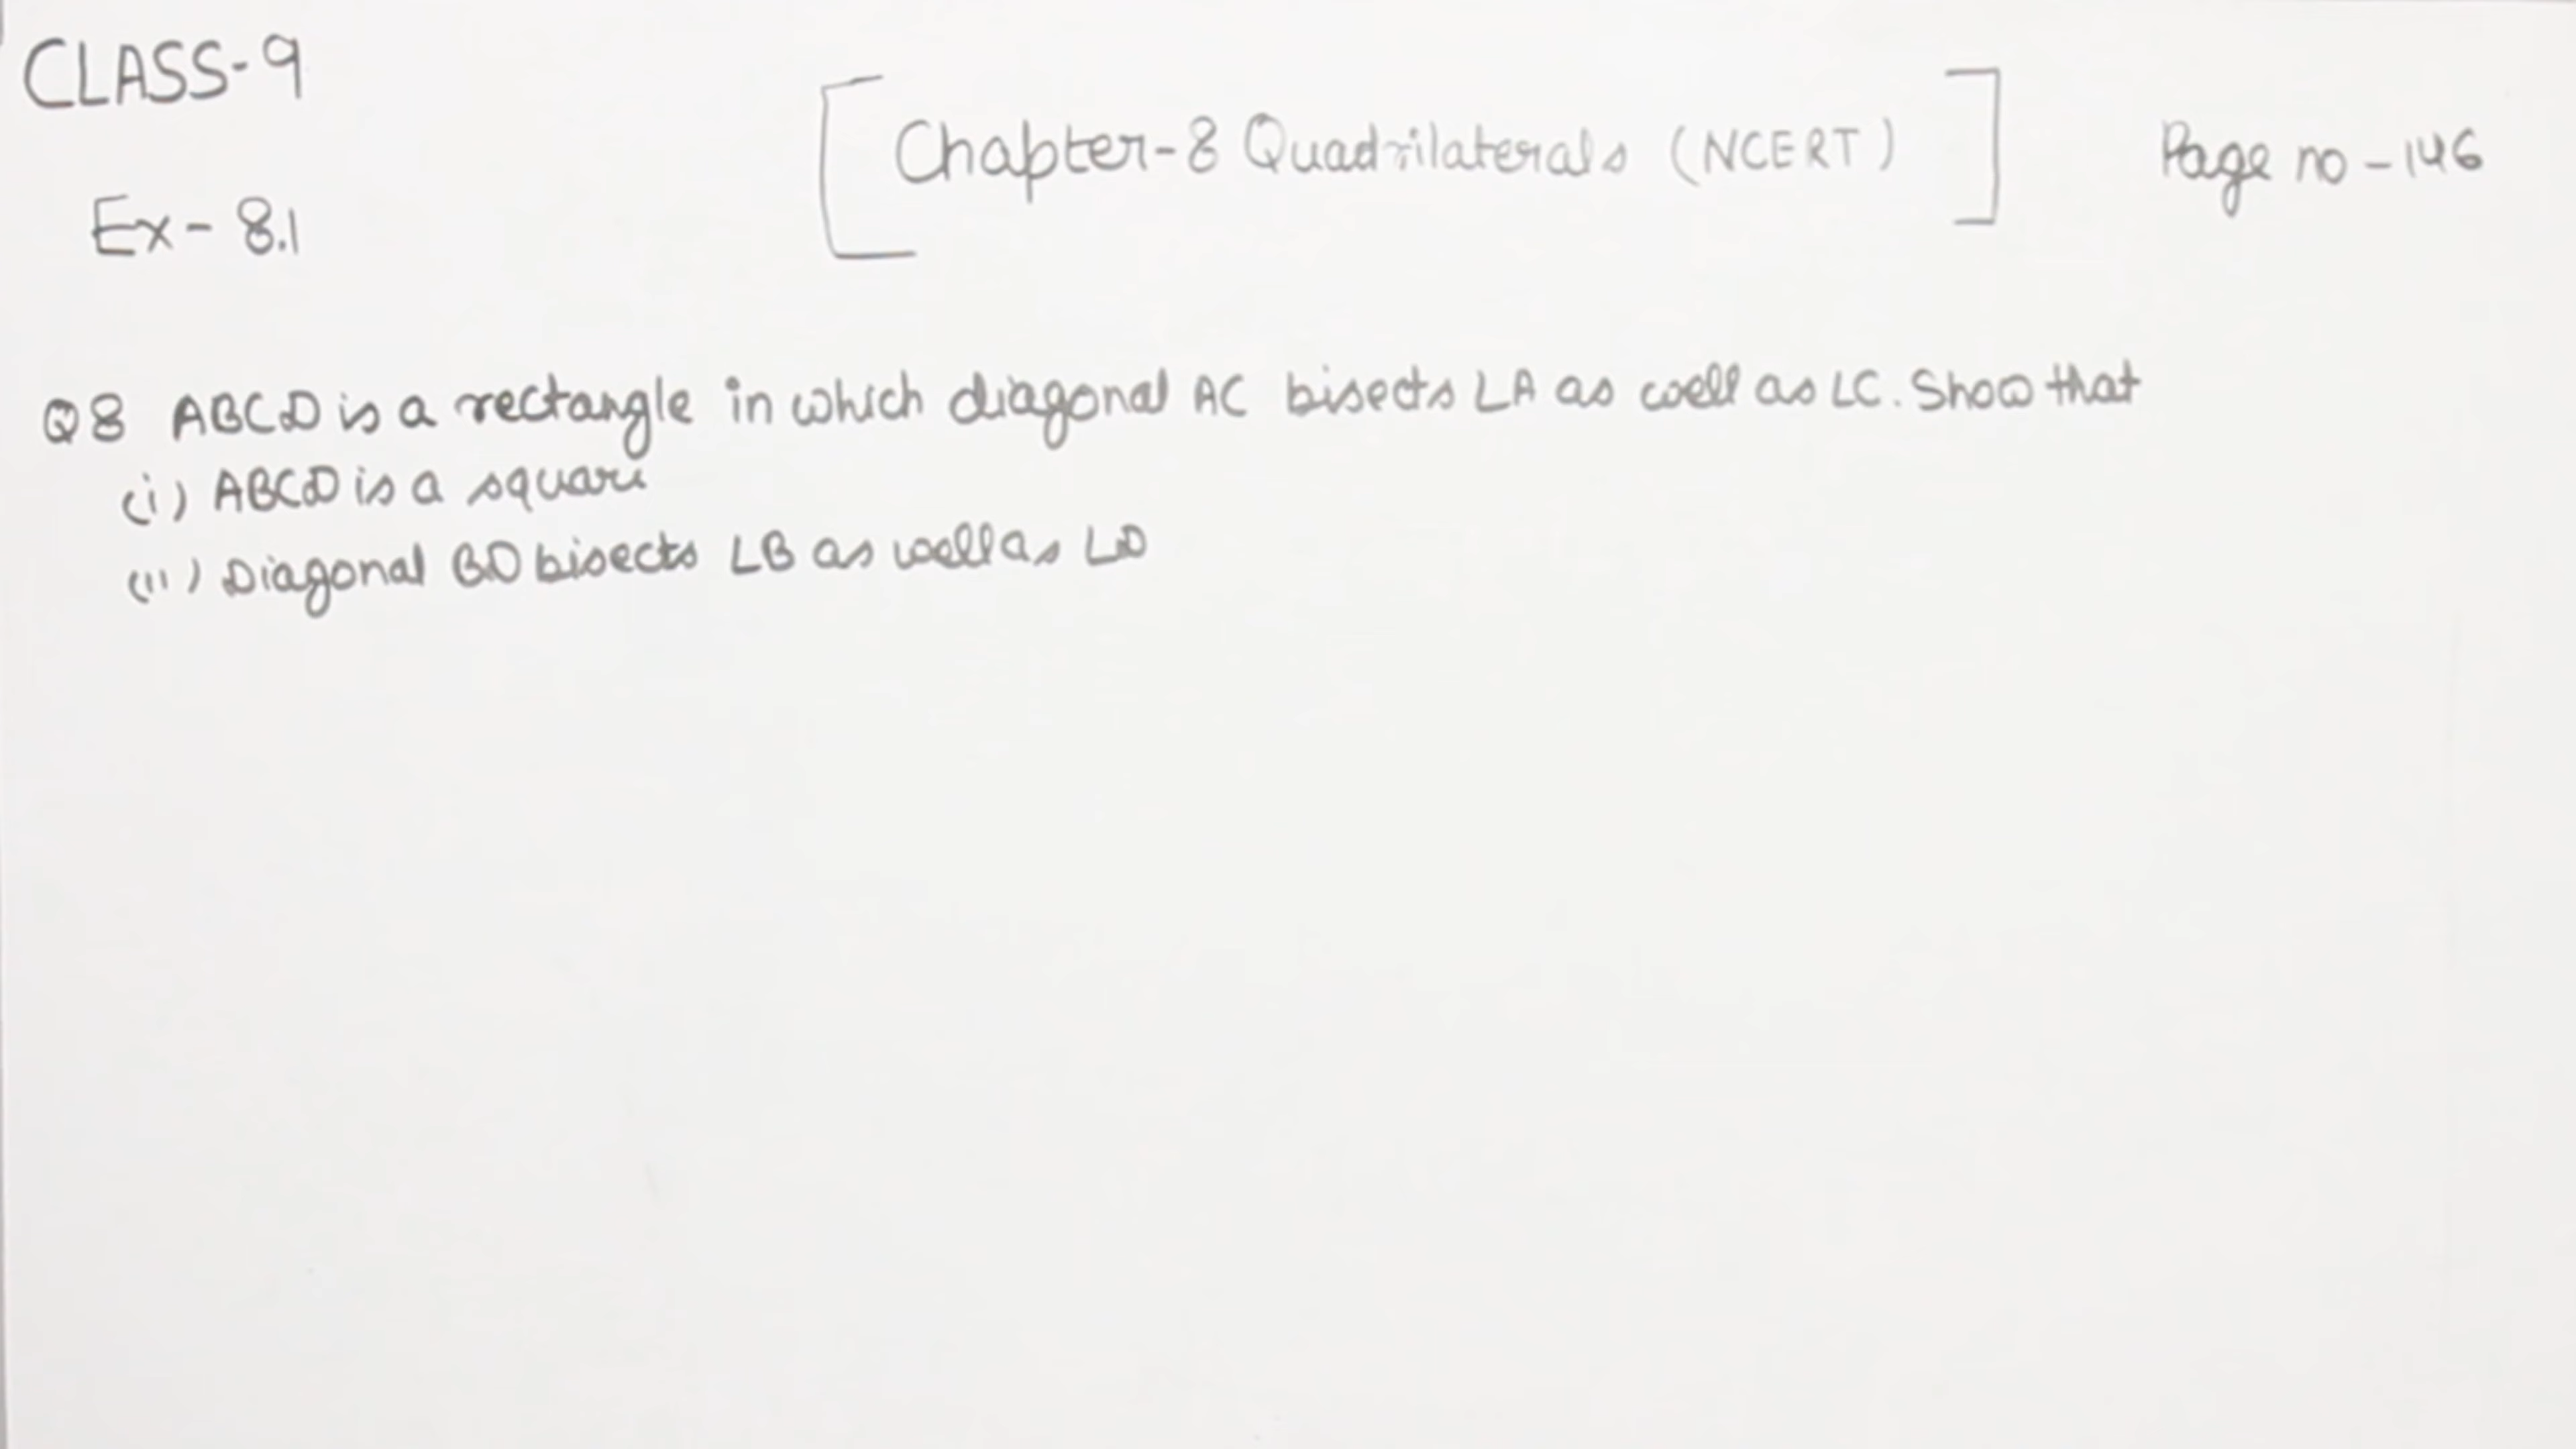 CLASS-9
[Chapter-8 Quadrilaterals (NCERT)] Page no - 146
Ex- 8.1
Q8 ABCD is a rectangle in which diagonal AC bisects ∠A as well as ∠C. Show that
(i) ABCD is a square
(ii) Diagonal BD bisects ∠B as well as ∠D